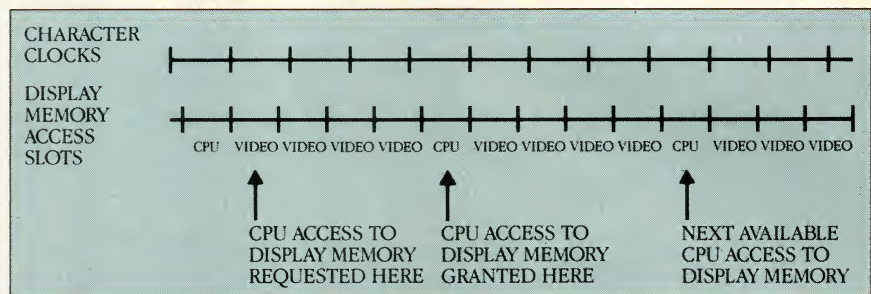 CHARACTER
CLOCKS
DISPLAY
MEMORY
ACCESS
SLOTS
CPU VIDEO VIDEO VIDEO VIDEO CPU VIDEO VIDEO VIDEO VIDEO CPU VIDEO VIDEO VIDEO
CPU ACCESS TO
DISPLAY MEMORY
REQUESTED HERE
CPU ACCESS TO
DISPLAY MEMORY
GRANTED HERE
NEXT AVAILABLE
CPU ACCESS TO
DISPLAY MEMORY